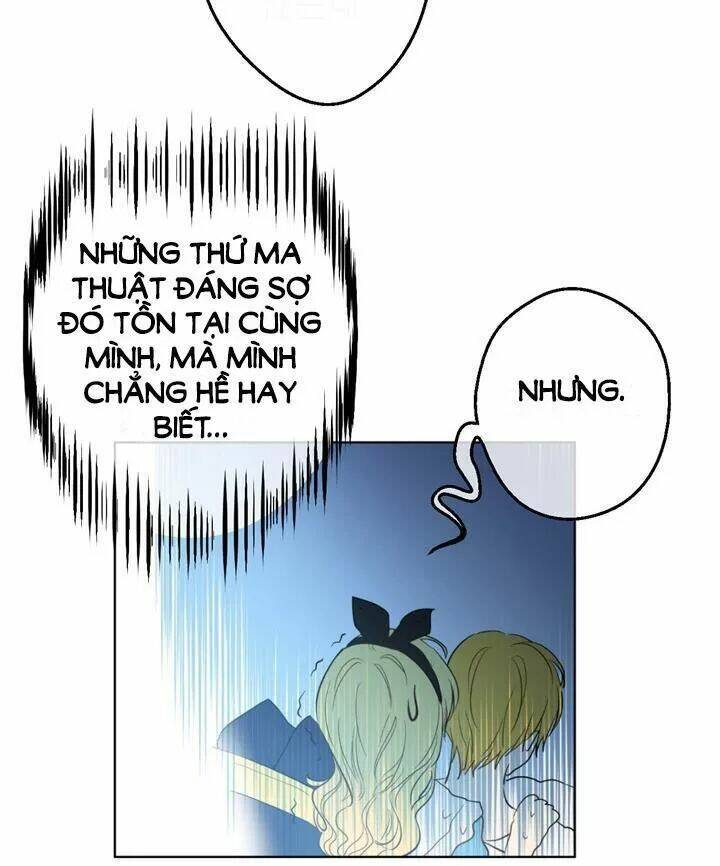 NHỮNG THỨ MA
THUẬT ĐÁNG SỢ
ĐÓ TỒN TẠI CÙNG
MÌNH, MÀ MÌNH
CHẲNG HỀ HAY
BIẾT...
NHƯNG.